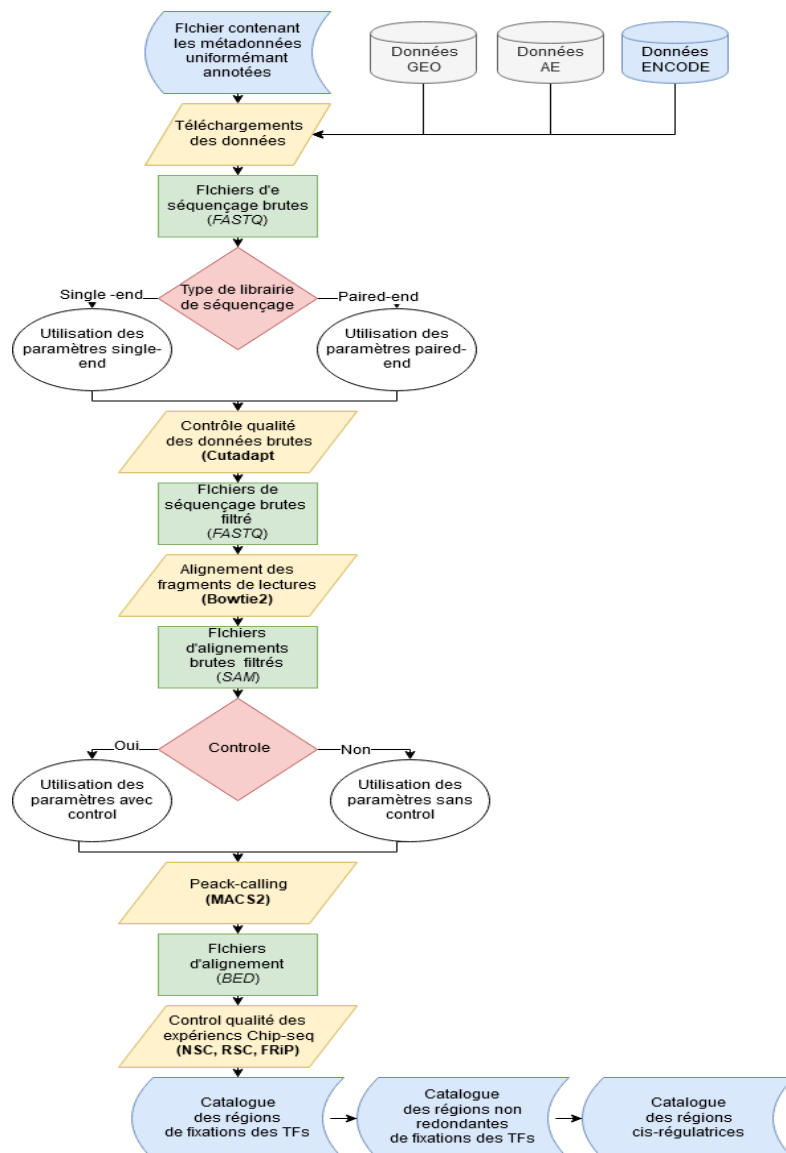 FIchier contenant
les métadonnées
uniformémant
annotées
Données
GEO
Données
AE
Données
ENCODE
Téléchargements
des données
FIchiers d'e
séquençage brutes
(FASTQ)
Type de librairie
de séquençage
Single -end
Paired-end
Utilisation des
paramètres single-
end
Utilisation des
paramètres paired-
end
Contrôle qualité
des données brutes
(Cutadapt
FIchiers de
séquençage brutes
filtré
(FASTQ)
Alignement des
fragments de lectures
(Bowtie2)
FIchiers
d'alignements
brutes filtrés
(SAM)
Controle
Oui
Non
Utilisation des
paramètres avec
control
Utilisation des
paramètres sans
control
Peack-calling
(MACS2)
FIchiers
d'alignement
(BED)
Control qualité des
expériencs Chip-seq
(NSC, RSC, FRiP)
Catalogue
des régions
de fixations des TFs
Catalogue
des régions non
redondantes
de fixations des TFs
Catalogue
des régions
cis-régulatrices